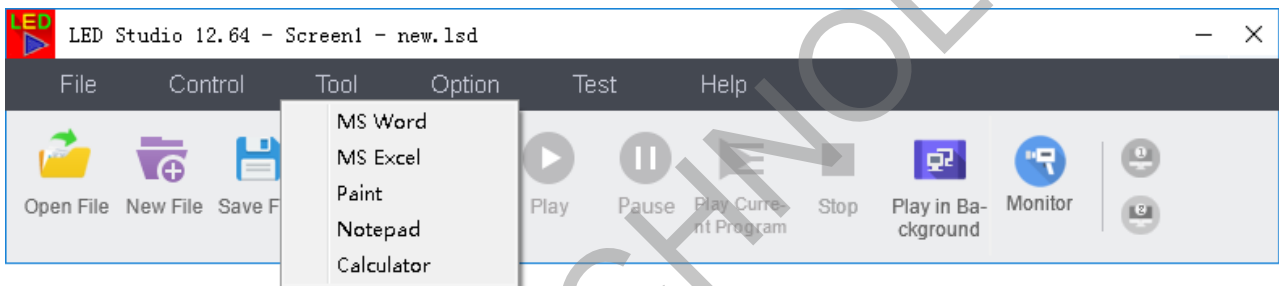 LED
LED Studio 12.64 - Screen1 - new.lsd
File Control Tool Option Test Help
MS Word
MS Excel
Paint
Notepad
Calculator
Open File New File Save F
Play Pause Play Curre-
nt Program
Stop Play in Ba-
ckground
Monitor
1
2